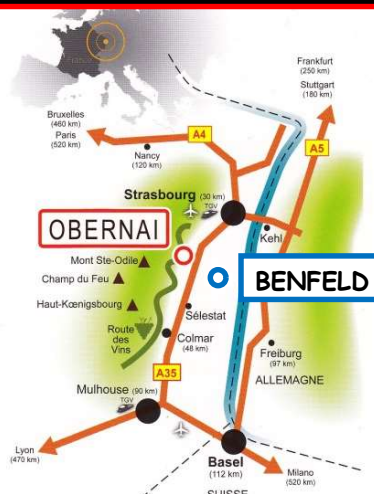 France
Frankfurt
(250 km)
Stuttgart
(180 km)
Bruxelles
(460 km)
Paris
(520 km)
A4
A5
Nancy
(120 km)
Strasbourg (30 km)
TGV
OBERNAI
Kehl
Mont Ste-Odile
Champ du Feu
BENFELD
Haut-Kœnigsbourg
Sélestat
Route
des
Vins
Colmar
(48 km)
Freiburg
(97 km)
A35
ALLEMAGNE
Mulhouse (90 km)
TGV
Lyon
(470 km)
Basel
(112 km)
Milano
(520 km)
SUISSE